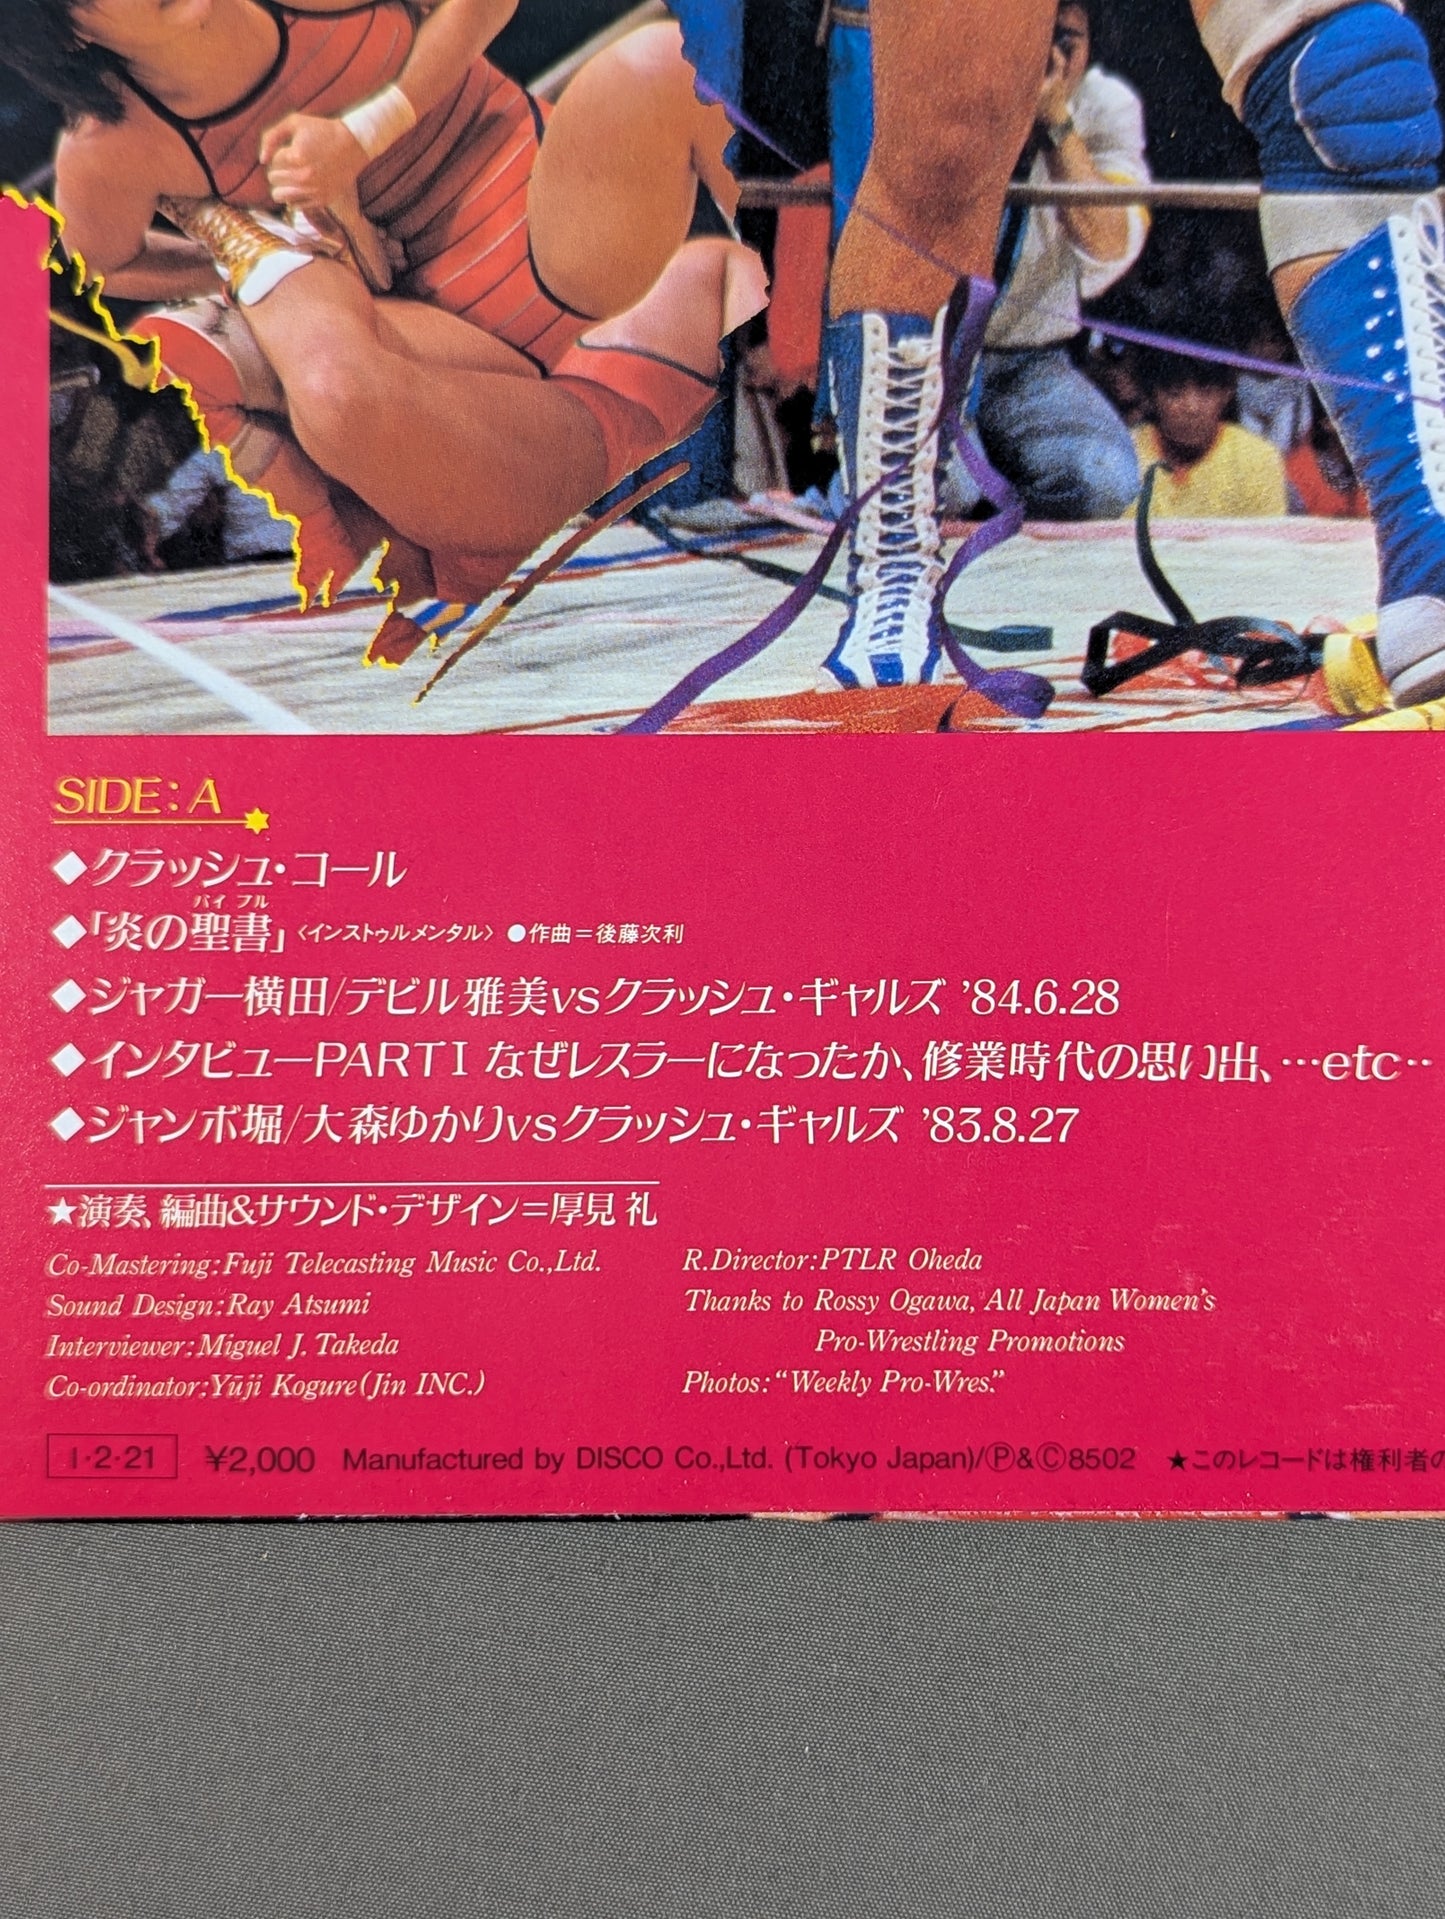 SIDE:A
◆クラッシュ・コール
バイブル
◆「炎の聖書」〈インストゥルメンタル〉 ●作曲＝後藤次利
◆ジャガー横田/デビル雅美vsクラッシュ・ギャルズ '84.6.28
◆インタビューPART I なぜレスラーになったか、修業時代の思い出、…etc‥
◆ジャンボ堀/大森ゆかりvsクラッシュ・ギャルズ '83.8.27
★演奏、編曲&サウンド・デザイン＝厚見 礼
Co-Mastering:Fuji Telecasting Music Co.,Ltd.
Sound Design:Ray Atsumi
Interviewer:Miguel J. Takeda
Co-ordinator:Yūji Kogure(Jin INC.)
R.Director:PTLR Oheda
Thanks to Rossy Ogawa, All Japan Women's
Pro-Wrestling Promotions
Photos:"Weekly Pro-Wres."
1·2·21 ¥2,000 Manufactured by DISCO Co.,Ltd. (Tokyo Japan)/Ⓟ&Ⓒ8502 ★このレコードは権利者の